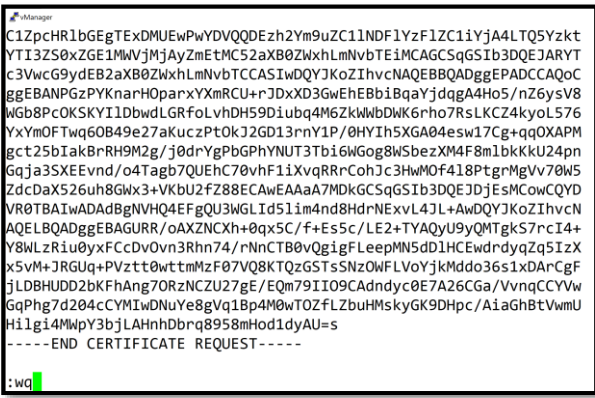 vManager
C1ZpcHRlbGEgTExDMUEwPwYDVQQDEzh2Ym9uZC1lNDFlYzFlZC1iYjA4LTQ5Yzkt
YTI3ZS0xZGE1MWVjMjAyZmEtMC52aXB0ZWxhLmNvbTEiMCAGCSqGSIb3DQEJARYT
c3VwcG9ydEB2aXB0ZWxhLmNvbTCCASIwDQYJKoZIhvcNAQEBBQADggEPADCCAQoC
ggEBANPGzPYKnarHOparxYXmRCU+rJDxXD3GwEhEBbiBqaYjdqgA4Ho5/nZ6ysV8
WGb8PcOKSKYIlDbwdLGRfoLvhDH59Diubq4M6ZkWWbDWK6rho7RsLKCZ4kyoL576
YxYmOFTwq6OB49e27aKuczPtOkJ2GD13rnY1P/0HYIh5XGA04esw17Cg+qqOXAPM
gct25bIakBrRH9M2g/j0drYgPbGPhYNUT3Tbi6WGog8WSbezXM4F8mlbkKkU24pn
Gqja3SXEEvnd/o4Tagb7QUEhC70vhF1iXvqRRrCohJc3HwMOf4l8PtgrMgVv70W5
ZdcDaX526uh8GWx3+VKbU2fZ88ECAwEAAaA7MDkGCSqGSIb3DQEJDjEsMCowCQYD
VR0TBAIwADAdBgNVHQ4EFgQU3WGLId5lim4nd8HdrNExvL4JL+AwDQYJKoZIhvcN
AQELBQADggEBAGURR/oAXZNCXh+0qx5C/f+Es5c/LE2+TYAQyU9yQMTgkS7rcI4+
Y8WLzRiu0yxFCcDvOvn3Rhn74/rNnCTB0vQgigFLeepMN5dDlHCEwdrdyqZq5IzX
x5vM+JRGUq+PVztt0wttmMzF07VQ8KTQzGSTsSNzOWFLVoYjkMddo36s1xDArCgF
jLDBHUDD2bKFhAng7ORzNCZU27gE/EQm79IIO9CAdndyc0E7A26CGa/VvnqCCYVw
GqPhg7d204cCYMIwDNuYe8gVq1Bp4M0wTOZfLZbuHMskyGK9DHpc/AiaGhBtVwmU
Hilgi4MWpY3bjLAHnhDbrq8958mHod1dyAU=s
-----END CERTIFICATE REQUEST-----
:wq